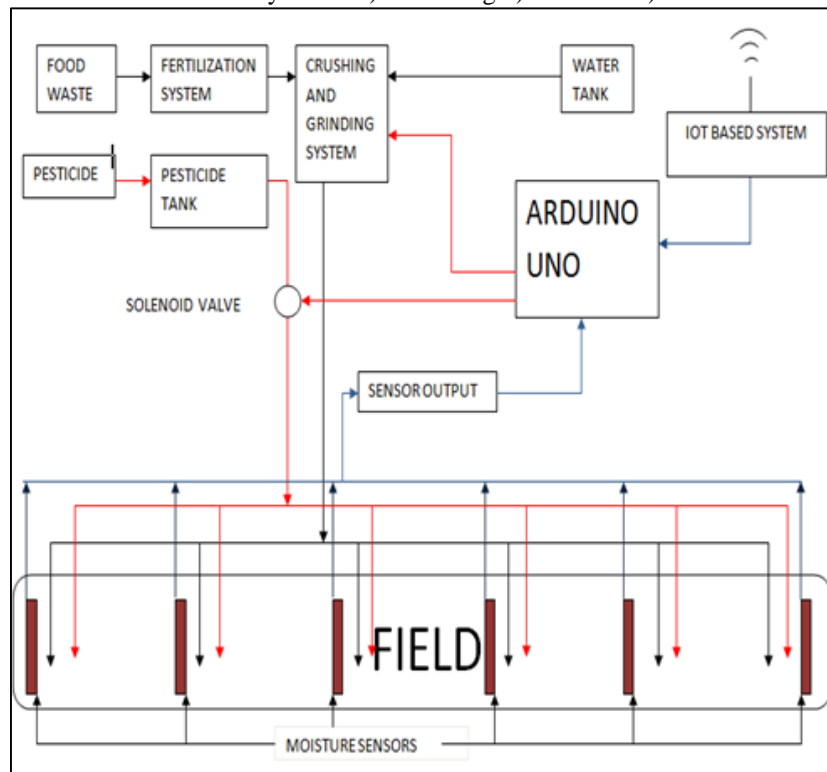 FOOD
WASTE
FERTILIZATION
SYSTEM
CRUSHING
AND
GRINDING
SYSTEM
WATER
TANK
IOT BASED SYSTEM
PESTICIDE
PESTICIDE
TANK
ARDUINO
UNO
SOLENOID VALVE
SENSOR OUTPUT
FIELD
MOISTURE SENSORS